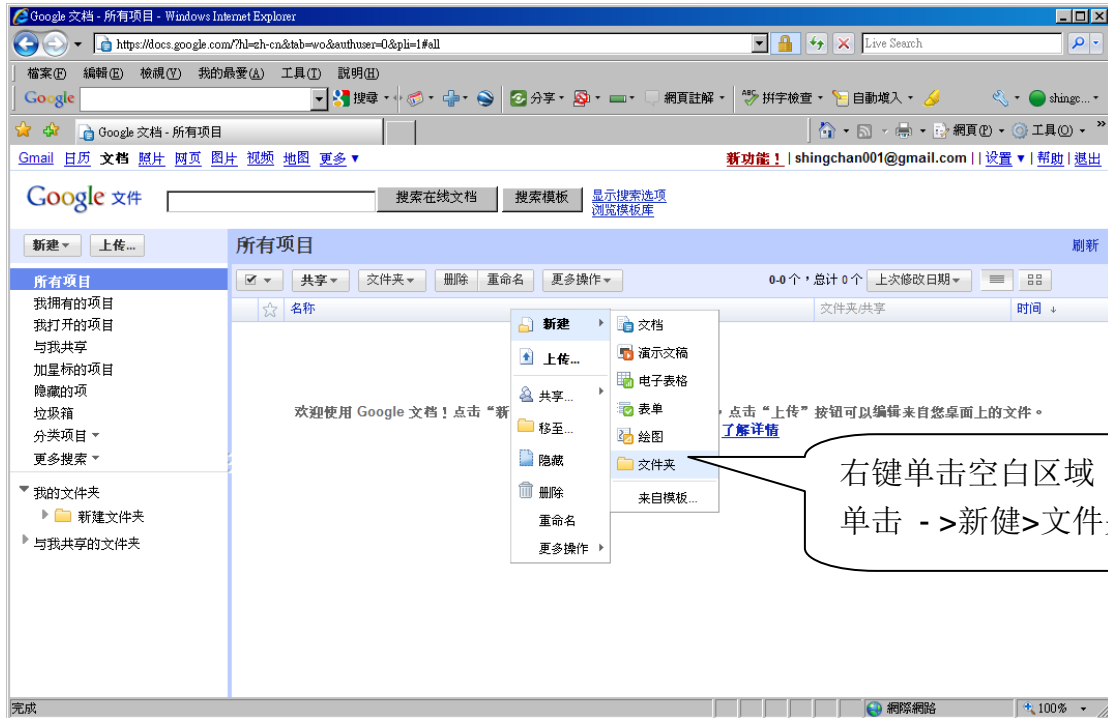 Google 文档 - 所有项目 - Windows Internet Explorer
https://docs.google.com/?hl=zh-cn&tab=wo&authuser=0&pli=1#all
Live Search
檔案(F) 編輯(E) 檢視(V) 我的最愛(A) 工具(T) 說明(H)
Google 搜尋 分享 網頁註解 ABC 拼字檢查 自動填入 shingc...
Google 文档 - 所有项目 網頁(P) 工具(O) »
Gmail 日历 文档 照片 网页 图片 视频 地图 更多 ▼ 新功能！ | shingchan001@gmail.com | | 设置 ▼ | 帮助 | 退出
Google 文件 搜索在线文档 搜索模板 显示搜索选项
浏览模板库
新建 上传... 所有项目 刷新
所有项目 共享 文件夹 删除 重命名 更多操作 0-0 个，总计 0 个 上次修改日期
我拥有的项目 名称 文件夹/共享 时间 ↓
我打开的项目
与我共享
加星标的项目
隐藏的项
垃圾箱
分类项目
更多搜索
我的文件夹
新建文件夹
与我共享的文件夹
新建
上传...
共享...
移至...
隐藏
删除
重命名
更多操作
文档
演示文稿
电子表格
表单
绘图
文件夹
来自模板...
欢迎使用 Google 文档！点击“新
，点击“上传”按钮可以编辑来自您桌面上的文件。
了解详情
右键单击空白区域
单击 - >新健>文件
完成 網際網路 100%